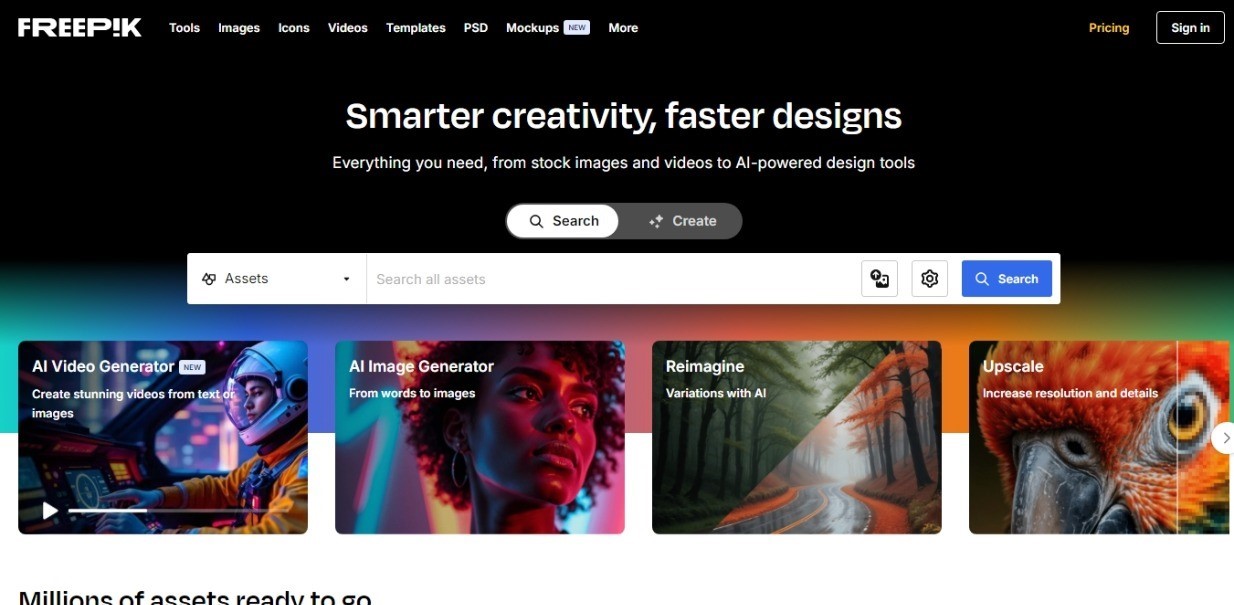 FREEP!K
Tools Images Icons Videos Templates PSD Mockups NEW More
Pricing Sign in
Smarter creativity, faster designs
Everything you need, from stock images and videos to AI-powered design tools
Search Create
Assets Search all assets Search
AI Video Generator NEW
Create stunning videos from text or
images
AI Image Generator
From words to images
Reimagine
Variations with AI
Upscale
Increase resolution and details
Millions of assets ready to go